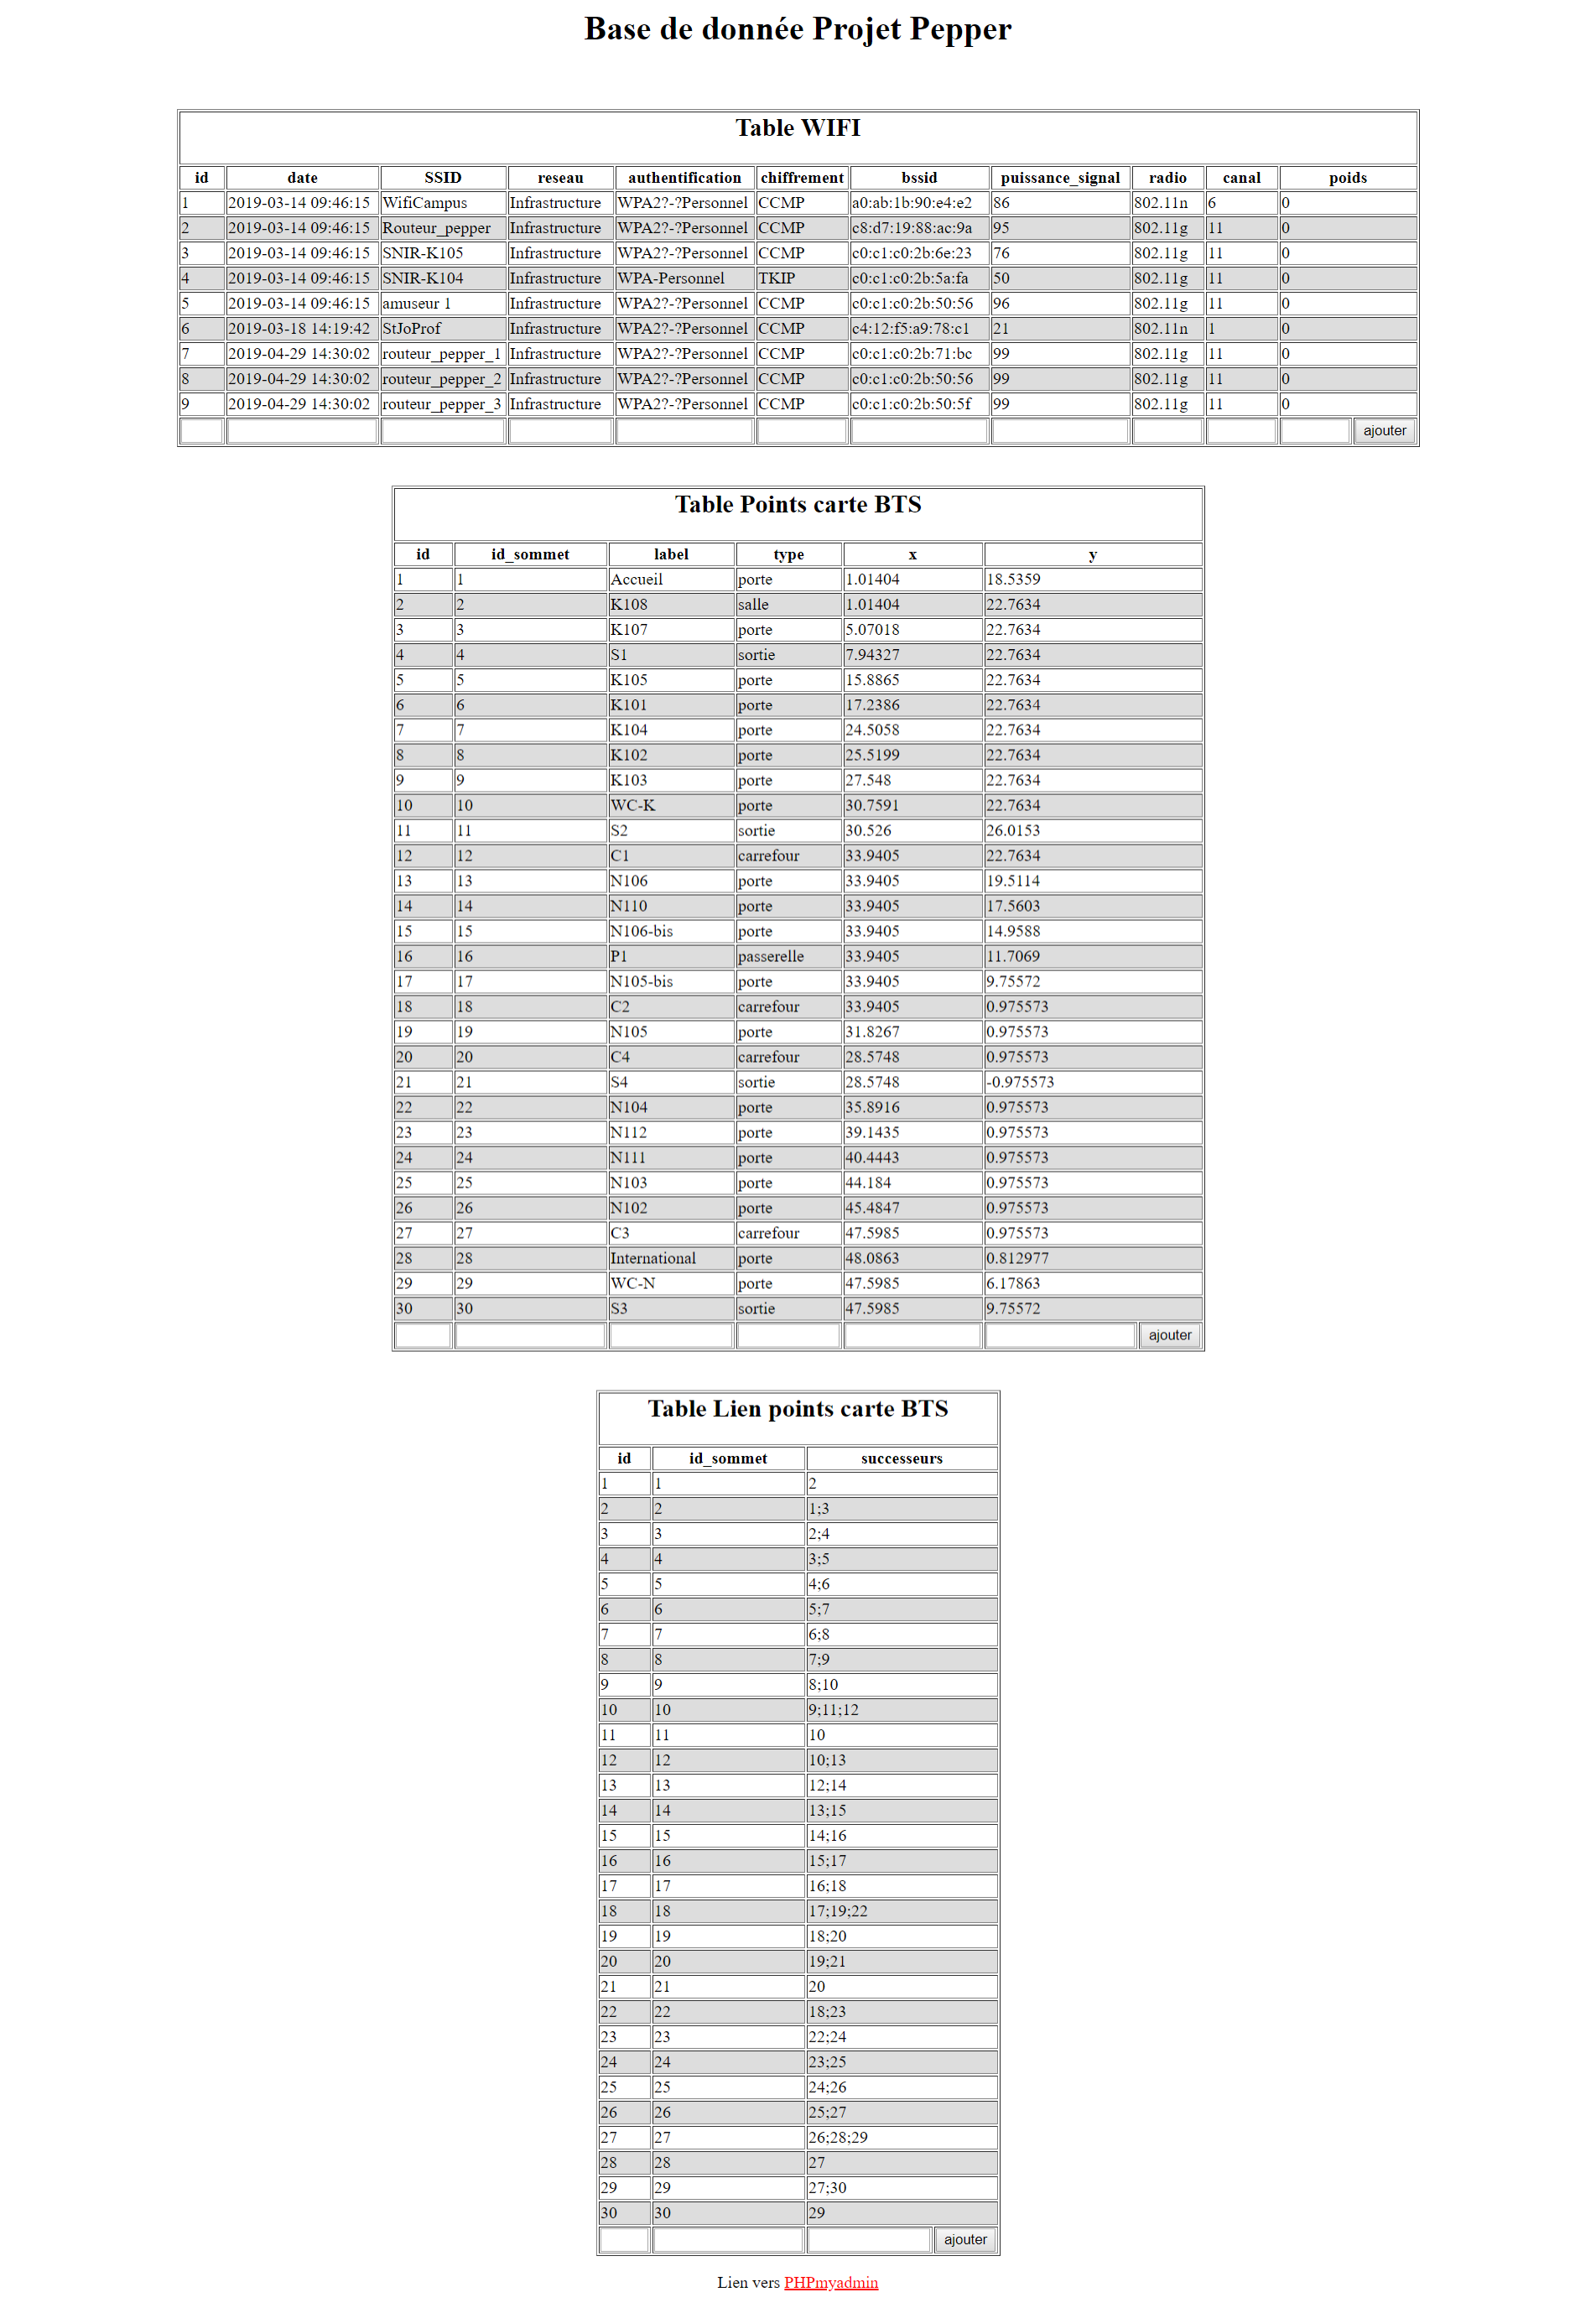 Base de donnée Projet Pepper
Table WIFI
id date SSID reseau authentification chiffrement bssid puissance_signal radio canal poids
1 2019-03-14 09:46:15 WifiCampus Infrastructure WPA2?-?Personnel CCMP a0:ab:1b:90:e4:e2 86 802.11n 6 0
2 2019-03-14 09:46:15 Routeur_pepper Infrastructure WPA2?-?Personnel CCMP c8:d7:19:88:ac:9a 95 802.11g 11 0
3 2019-03-14 09:46:15 SNIR-K105 Infrastructure WPA2?-?Personnel CCMP c0:c1:c0:2b:6e:23 76 802.11g 11 0
4 2019-03-14 09:46:15 SNIR-K104 Infrastructure WPA-Personnel TKIP c0:c1:c0:2b:5a:fa 50 802.11g 11 0
5 2019-03-14 09:46:15 amuseur 1 Infrastructure WPA2?-?Personnel CCMP c0:c1:c0:2b:50:56 96 802.11g 11 0
6 2019-03-18 14:19:42 StJoProf Infrastructure WPA2?-?Personnel CCMP c4:12:f5:a9:78:c1 21 802.11n 1 0
7 2019-04-29 14:30:02 routeur_pepper_1 Infrastructure WPA2?-?Personnel CCMP c0:c1:c0:2b:71:bc 99 802.11g 11 0
8 2019-04-29 14:30:02 routeur_pepper_2 Infrastructure WPA2?-?Personnel CCMP c0:c1:c0:2b:50:56 99 802.11g 11 0
9 2019-04-29 14:30:02 routeur_pepper_3 Infrastructure WPA2?-?Personnel CCMP c0:c1:c0:2b:50:5f 99 802.11g 11 0
ajouter
Table Points carte BTS
id id_sommet label type x y
1 1 Accueil porte 1.01404 18.5359
2 2 K108 salle 1.01404 22.7634
3 3 K107 porte 5.07018 22.7634
4 4 S1 sortie 7.94327 22.7634
5 5 K105 porte 15.8865 22.7634
6 6 K101 porte 17.2386 22.7634
7 7 K104 porte 24.5058 22.7634
8 8 K102 porte 25.5199 22.7634
9 9 K103 porte 27.548 22.7634
10 10 WC-K porte 30.7591 22.7634
11 11 S2 sortie 30.526 26.0153
12 12 C1 carrefour 33.9405 22.7634
13 13 N106 porte 33.9405 19.5114
14 14 N110 porte 33.9405 17.5603
15 15 N106-bis porte 33.9405 14.9588
16 16 P1 passerelle 33.9405 11.7069
17 17 N105-bis porte 33.9405 9.75572
18 18 C2 carrefour 33.9405 0.975573
19 19 N105 porte 31.8267 0.975573
20 20 C4 carrefour 28.5748 0.975573
21 21 S4 sortie 28.5748 -0.975573
22 22 N104 porte 35.8916 0.975573
23 23 N112 porte 39.1435 0.975573
24 24 N111 porte 40.4443 0.975573
25 25 N103 porte 44.184 0.975573
26 26 N102 porte 45.4847 0.975573
27 27 C3 carrefour 47.5985 0.975573
28 28 International porte 48.0863 0.812977
29 29 WC-N porte 47.5985 6.17863
30 30 S3 sortie 47.5985 9.75572
ajouter
Table Lien points carte BTS
id id_sommet successeurs
1 1 2
2 2 1;3
3 3 2;4
4 4 3;5
5 5 4;6
6 6 5;7
7 7 6;8
8 8 7;9
9 9 8;10
10 10 9;11;12
11 11 10
12 12 10;13
13 13 12;14
14 14 13;15
15 15 14;16
16 16 15;17
17 17 16;18
18 18 17;19;22
19 19 18;20
20 20 19;21
21 21 20
22 22 18;23
23 23 22;24
24 24 23;25
25 25 24;26
26 26 25;27
27 27 26;28;29
28 28 27
29 29 27;30
30 30 29
ajouter
Lien vers PHPmyadmin